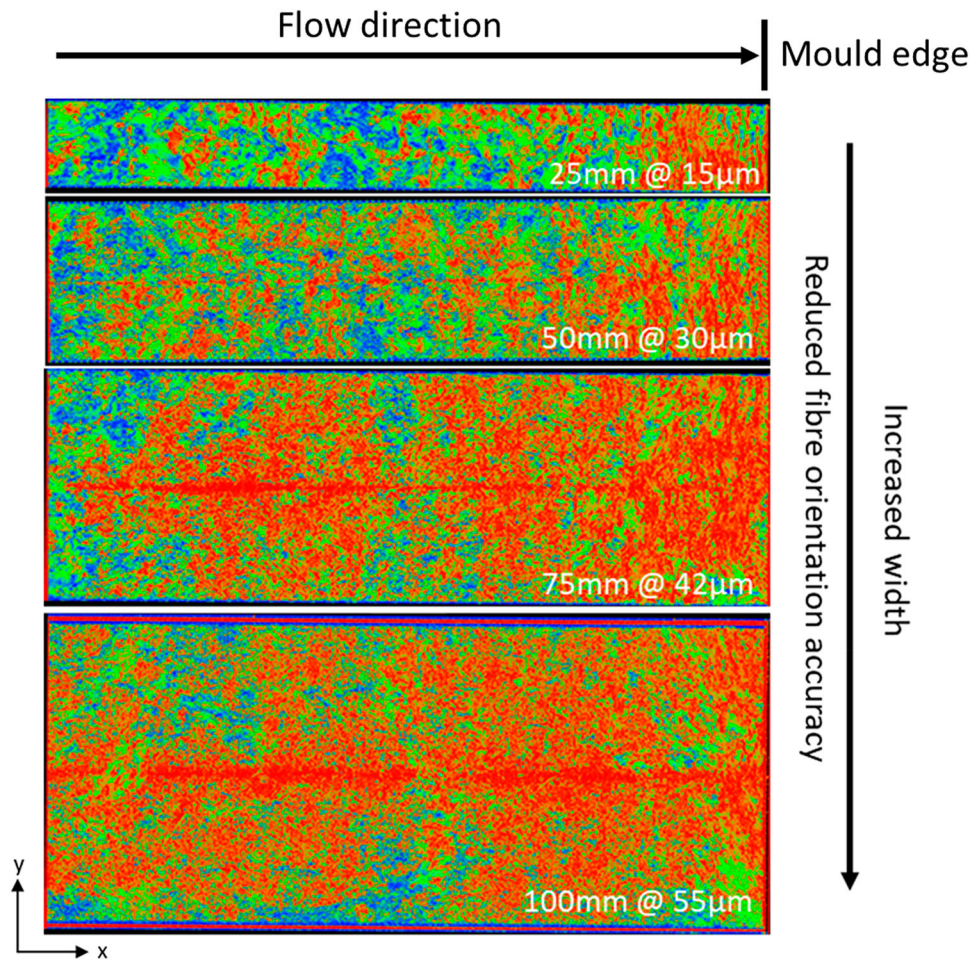 Flow direction
Mould edge
25mm @ 15μm
50mm @ 30μm
75mm @ 42μm
100mm @ 55μm
Reduced fibre orientation accuracy
Increased width
y
x